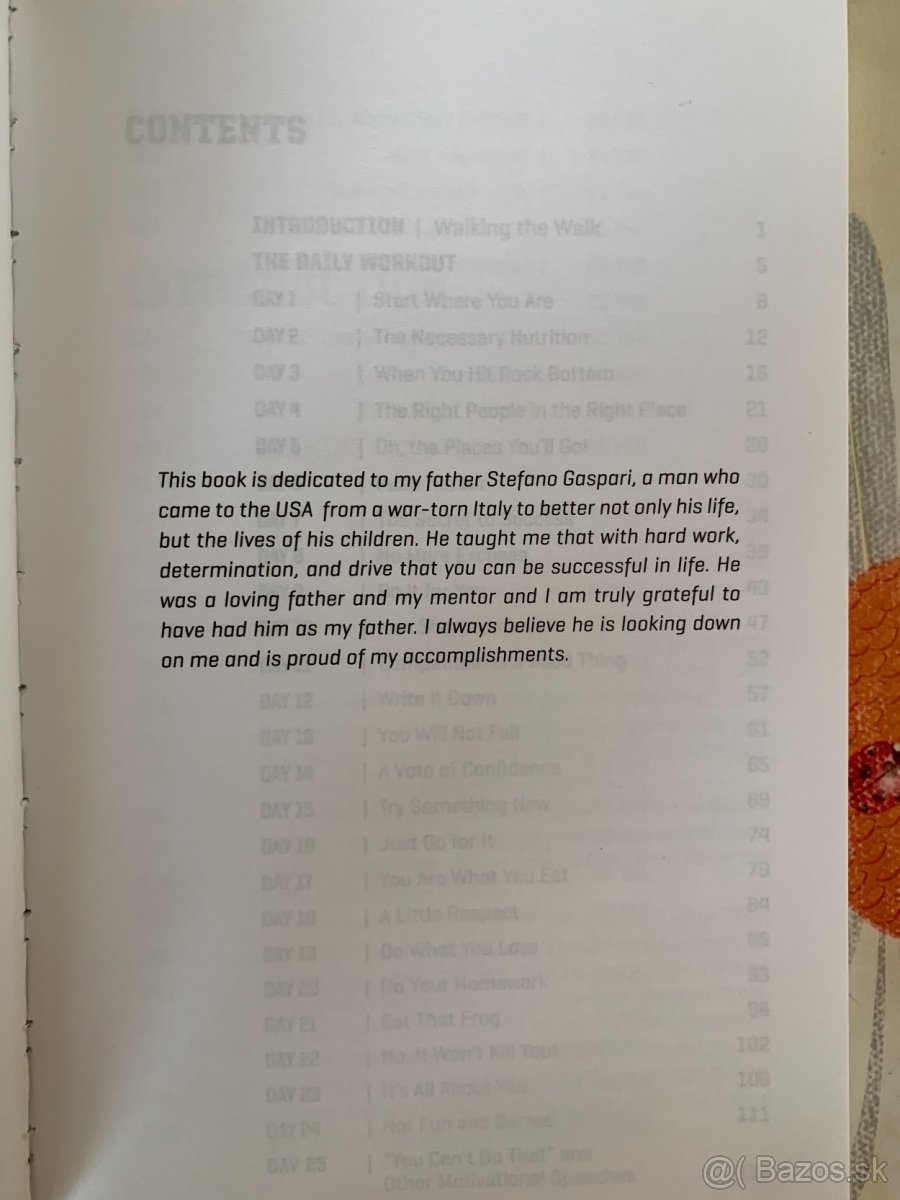 CONTENTS
INTRODUCTION | Walking the Walk 1
THE DAILY WORKOUT 5
DAY 1 | Start Where You Are 8
DAY 2 | The Necessary Nutrition 12
DAY 3 | When You Hit Rock Bottom
DAY 4 | The Right People in the Right Place 21
DAY 5 | Oh, the Places You'll Go!
This book is dedicated to my father Stefano Gaspari, a man who
came to the USA from a war-torn Italy to better not only his life,
but the lives of his children. He taught me that with hard work,
determination, and drive that you can be successful in life. He
was a loving father and my mentor and I am truly grateful to
have had him as my father. I always believe he is looking down
on me and is proud of my accomplishments.
34
43
47
Thing 52
DAY 12 | Write It Down 57
DAY 13 | You Will Not Fail 61
DAY 14 | A Vote of Confidence 65
DAY 15 | Try Something New 69
DAY 16 | Just Go for It 74
DAY 17 | You Are What You Eat 79
DAY 18 | A Little Respect 84
DAY 19 | Do What You Love
DAY 20 | Do Your Homework 93
DAY 21 | Eat That Frog
DAY 22 | No, It Won't Kill You! 102
DAY 23 | It's All About You 106
DAY 24 | Not Fun and Games 111
DAY 25 | "You Can't Do That" and
Other Motivational Speeches
@( Bazos.sk